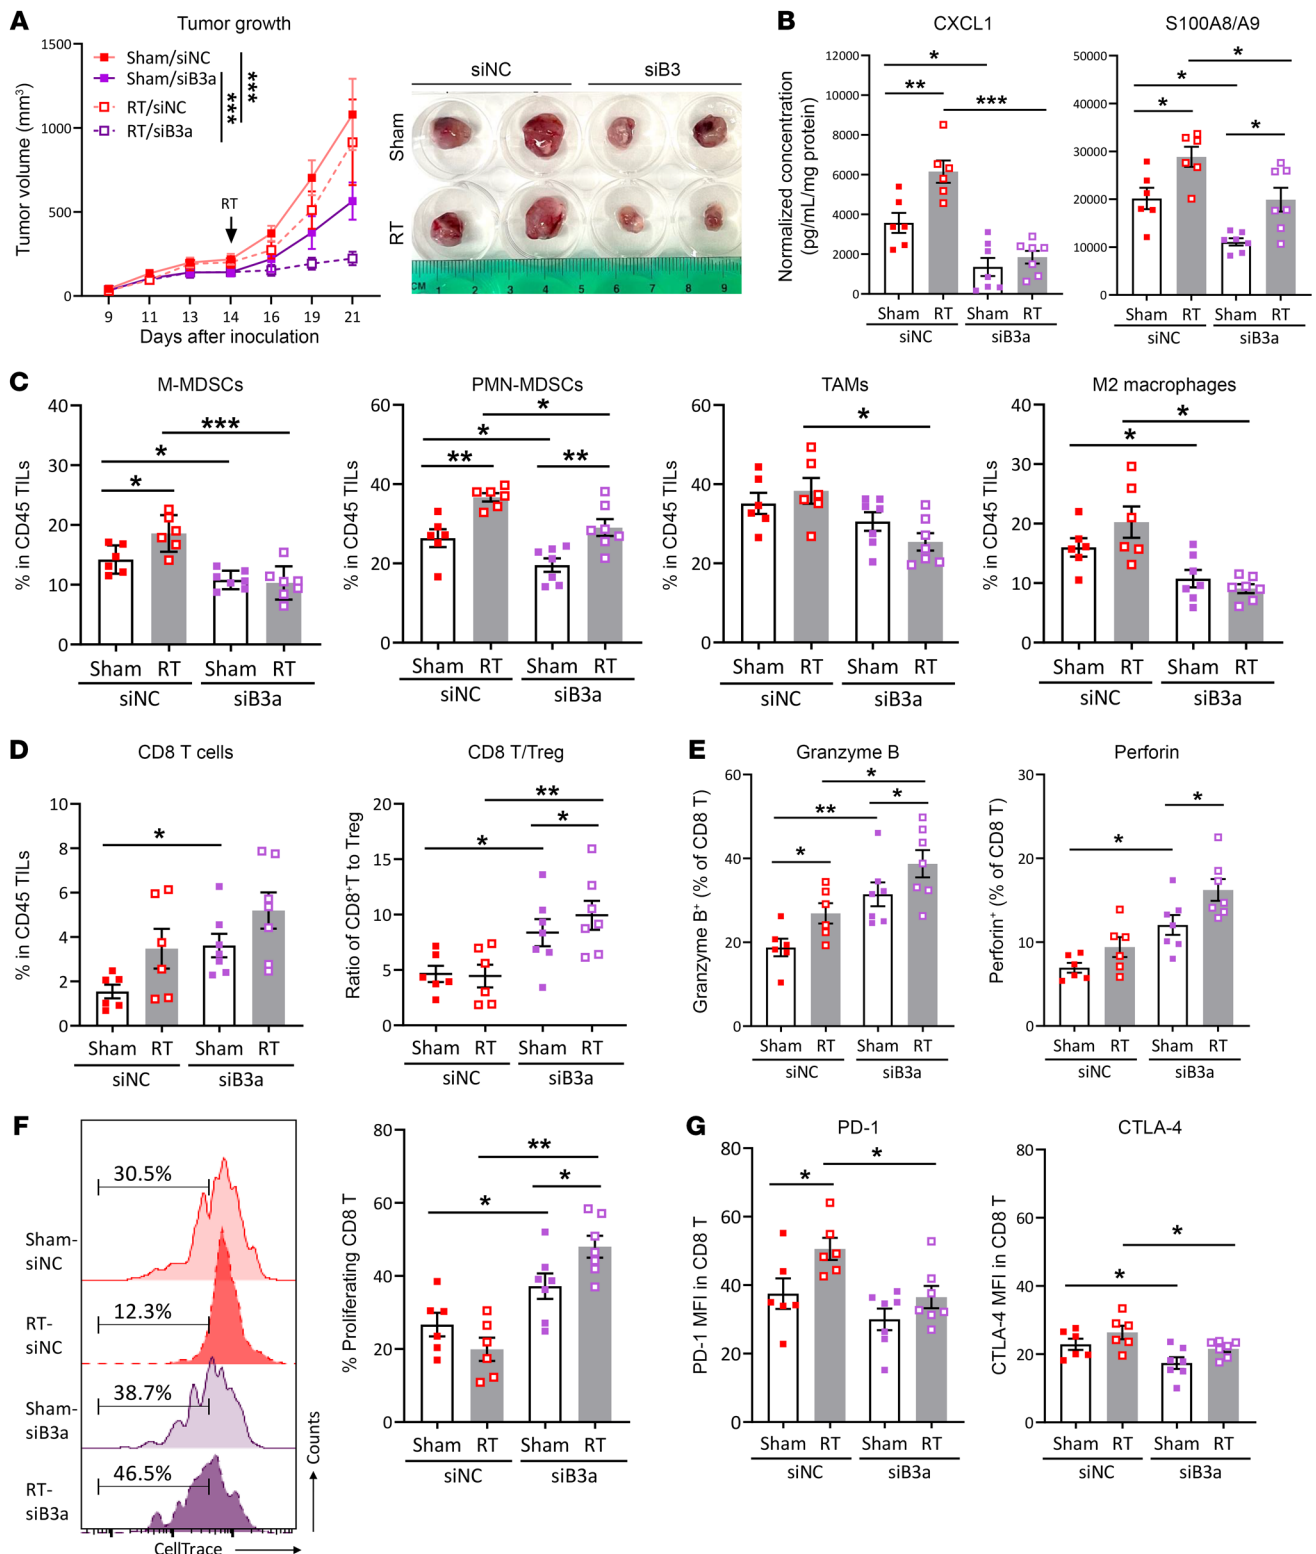 A
Tumor growth
Tumor volume (mm³)
1500
1000
500
0
Sham/siNC
Sham/siB3a
RT/siNC
RT/siB3a
***
***
RT
9 11 13 14 16 19 21
Days after inoculation
siNC siB3
Sham
RT
CM 1 2 3 4 5 6 7 8 9
B
CXCL1
Normalized concentration
(pg/mL/mg protein)
12000
10000
8000
6000
4000
2000
0
*
**
***
Sham RT Sham RT
siNC siB3a
S100A8/A9
50000
40000
30000
20000
10000
0
*
*
*
*
Sham RT Sham RT
siNC siB3a
C
M-MDSCs
% in CD45 TILs
40
30
20
10
0
***
*
*
Sham RT Sham RT
siNC siB3a
PMN-MDSCs
% in CD45 TILs
60
40
20
0
*
*
** **
Sham RT Sham RT
siNC siB3a
TAMs
% in CD45 TILs
60
40
20
0
*
Sham RT Sham RT
siNC siB3a
M2 macrophages
% in CD45 TILs
40
30
20
10
0
*
*
Sham RT Sham RT
siNC siB3a
D
CD8 T cells
% in CD45 TILs
10
8
6
4
2
0
*
Sham RT Sham RT
siNC siB3a
CD8 T/Treg
Ratio of CD8⁺T to Treg
20
15
10
5
0
**
*
*
Sham RT Sham RT
siNC siB3a
E
Granzyme B
Granzyme B⁺ (% of CD8 T)
60
40
20
0
*
*
**
*
Sham RT Sham RT
siNC siB3a
Perforin
Perforin⁺ (% of CD8 T)
30
20
10
0
*
*
Sham RT Sham RT
siNC siB3a
F
30.5%
Sham-
siNC
12.3%
RT-
siNC
38.7%
Sham-
siB3a
46.5%
RT-
siB3a
Counts
CellTrace
% Proliferating CD8 T
80
60
40
20
0
**
*
*
Sham RT Sham RT
siNC siB3a
G
PD-1
PD-1 MFI in CD8 T
80
60
40
20
0
*
*
Sham RT Sham RT
siNC siB3a
CTLA-4
CTLA-4 MFI in CD8 T
80
60
40
20
0
*
*
Sham RT Sham RT
siNC siB3a